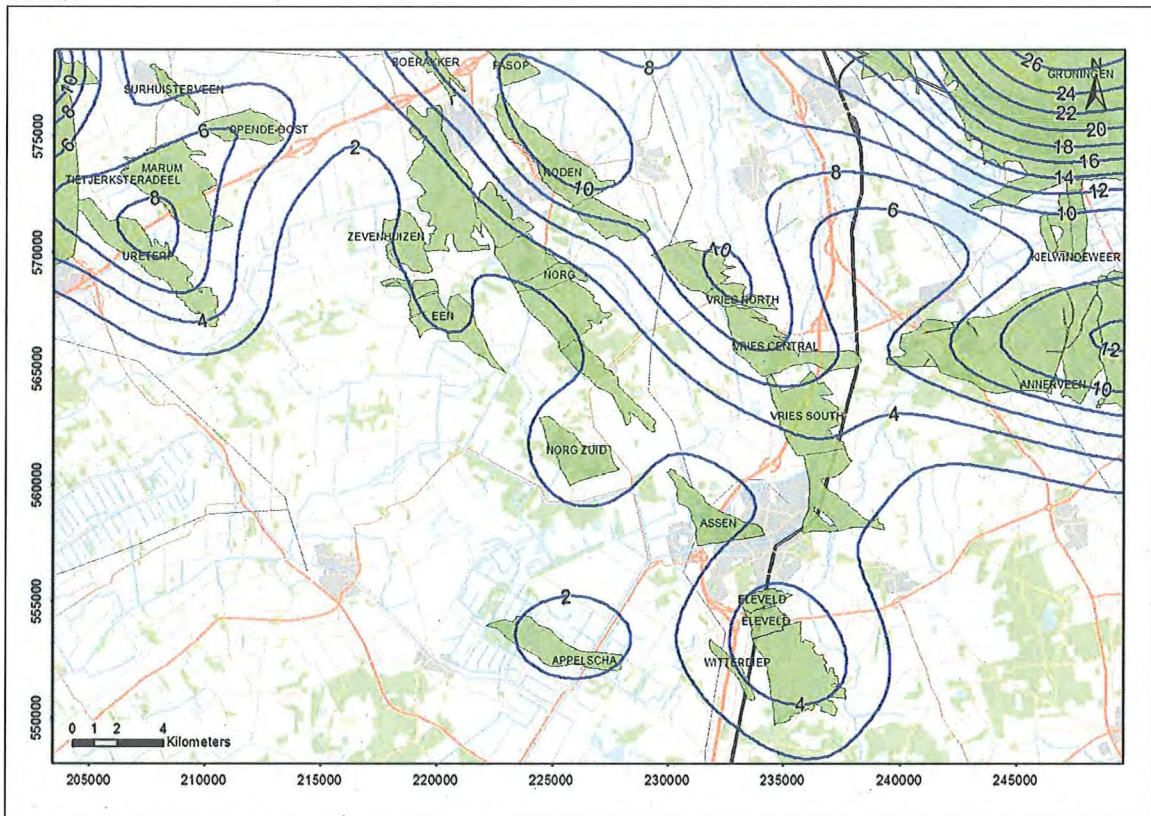 BOERAKKER
PASOP
8
N
26
GRONINGEN
24
22
20
18
16
14
12
10
10
8
6
SURHUISTERVEEN
6
OPENDE-OOST
2
MARUM
TIETJERKSTERADEEL
8
URETERP
4
RODEN
10
ZEVENHUIZEN
NORG
EEN
10
VRIES NORTH
VRIES CENTRAL
8
6
KIELWINDEWEER
12
ANNERVEEN
10
VRIES SOUTH
4
NORG ZUID
ASSEN
2
APPELSCHA
ELEVELD
ELEVELD
WITTERDIEP
4
0 1 2 4
Kilometers
575000
570000
565000
560000
555000
550000
205000 210000 215000 220000 225000 230000 235000 240000 245000